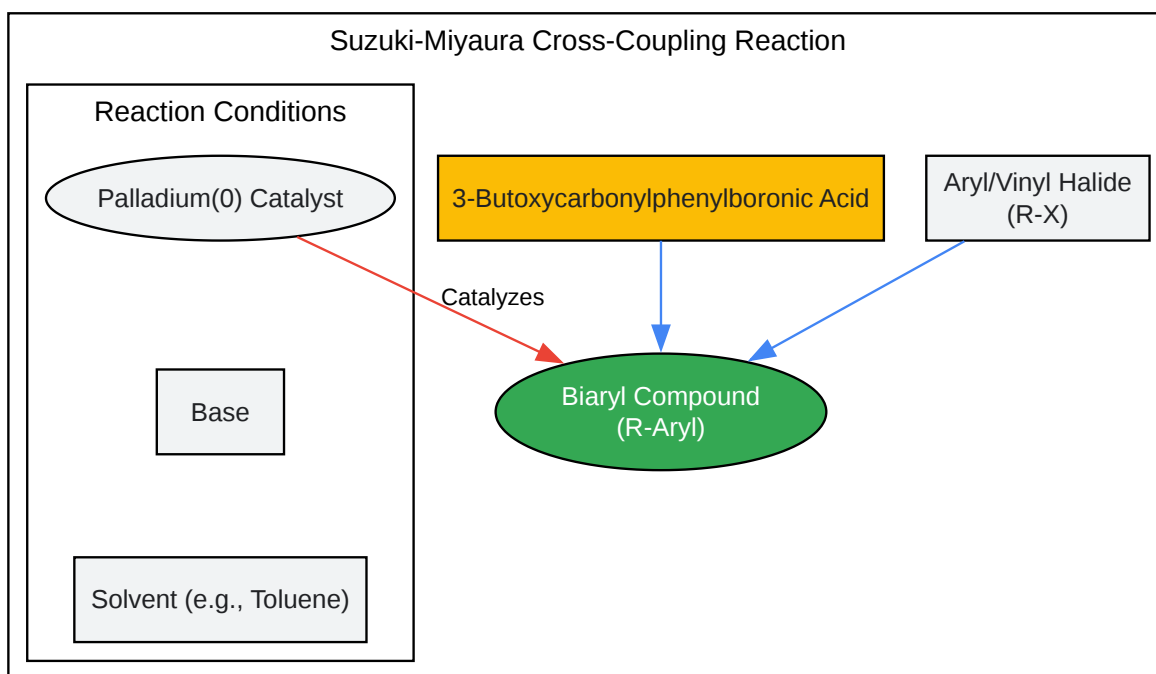 Suzuki-Miyaura Cross-Coupling Reaction
Reaction Conditions
Palladium(0) Catalyst
3-Butoxycarbonylphenylboronic Acid
Aryl/Vinyl Halide
(R-X)
Catalyzes
Biaryl Compound
(R-Aryl)
Base
Solvent (e.g., Toluene)